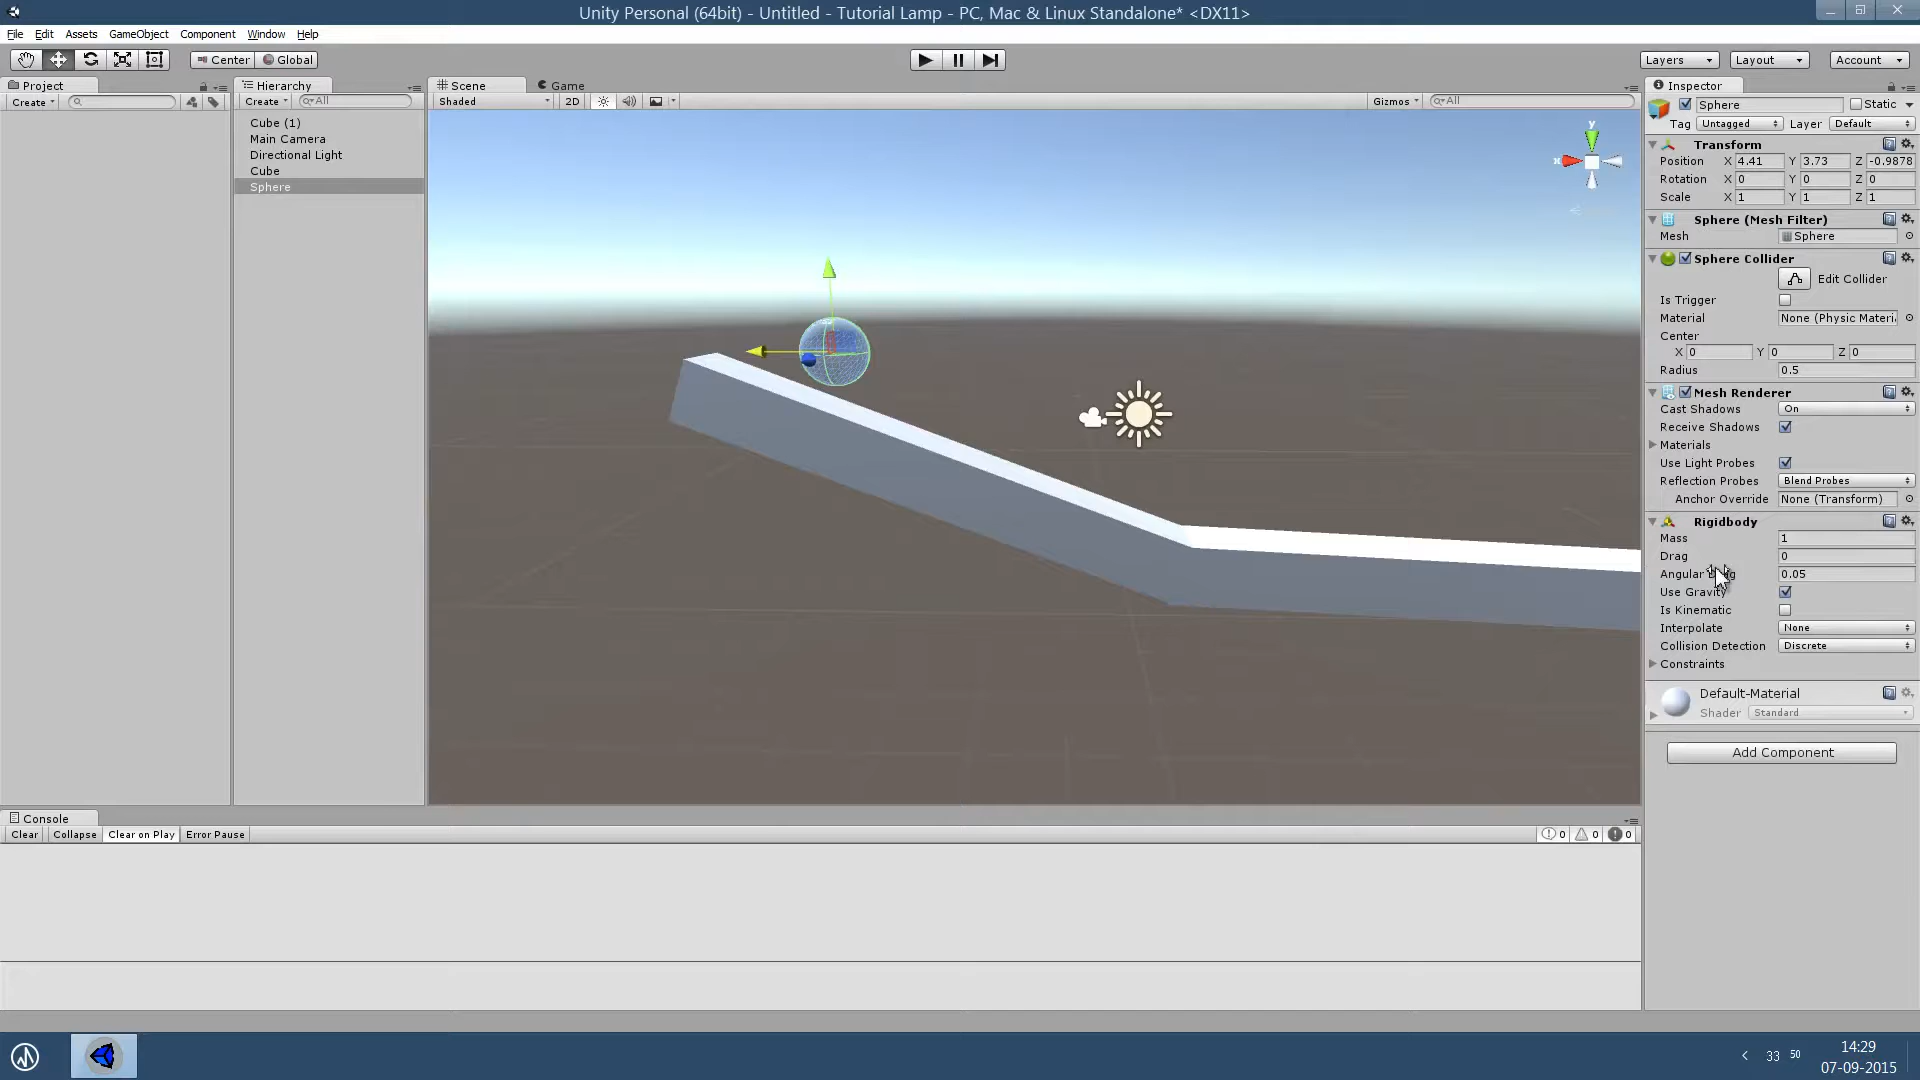 Unity Personal (64bit) - Untitled - Tutorial Lamp - PC, Mac & Linux Standalone* <DX11>
File Edit Assets GameObject Component Window Help
Center Global
Layers Layout Account
Project
Create
Hierarchy
Create All
Cube (1)
Main Camera
Directional Light
Cube
Sphere
Scene Game
Shaded 2D Gizmos All
y
x
Inspector
Sphere Static
Tag Untagged Layer Default
Transform
Position X 4.41 Y 3.73 Z -0.9878
Rotation X 0 Y 0 Z 0
Scale X 1 Y 1 Z 1
Sphere (Mesh Filter)
Mesh Sphere
Sphere Collider
Edit Collider
Is Trigger
Material None (Physic Materi
Center
X 0 Y 0 Z 0
Radius 0.5
Mesh Renderer
Cast Shadows On
Receive Shadows
Materials
Use Light Probes
Reflection Probes Blend Probes
Anchor Override None (Transform)
Rigidbody
Mass 1
Drag 0
Angular 0.05
Use Gravity
Is Kinematic
Interpolate None
Collision Detection Discrete
Constraints
Default-Material
Shader Standard
Add Component
Console
Clear Collapse Clear on Play Error Pause 0 0 0
33 50 14:29
07-09-2015